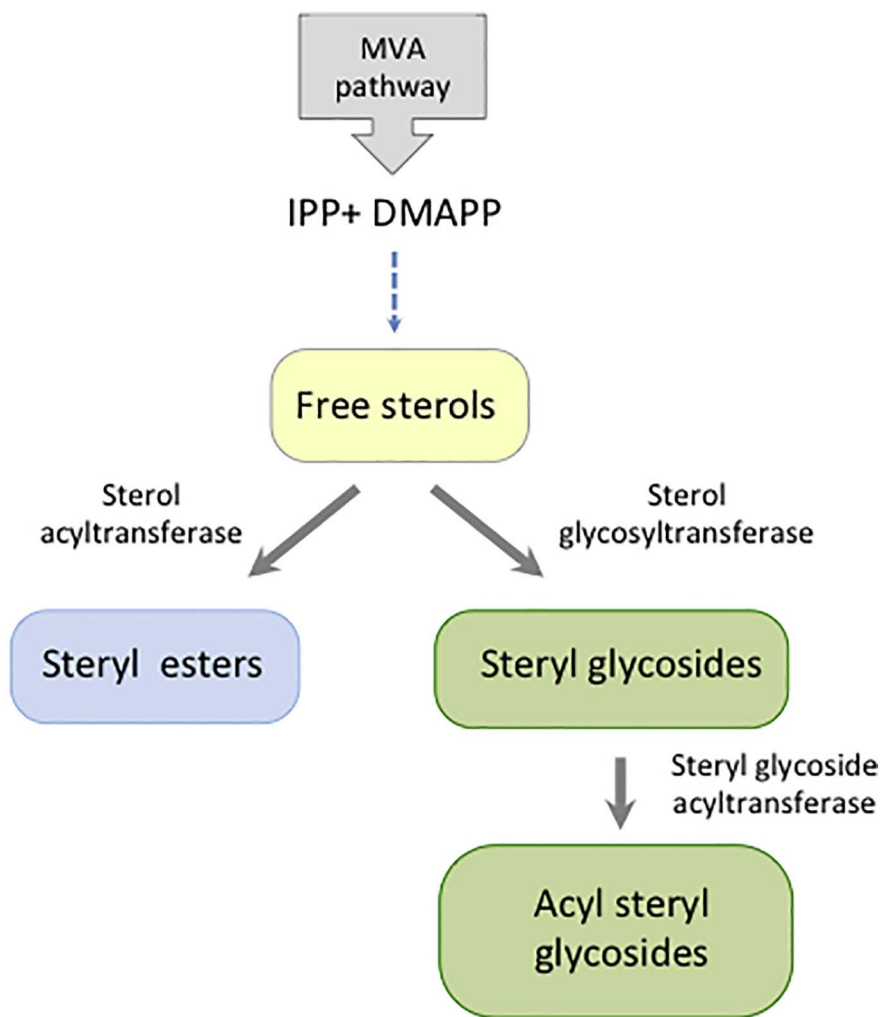 MVA
pathway
IPP+ DMAPP
Free sterols
Sterol
acyltransferase
Sterol
glycosyltransferase
Steryl esters
Steryl glycosides
Steryl glycoside
acyltransferase
Acyl steryl
glycosides